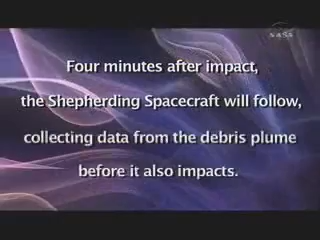 NASA
Four minutes after impact,
the Shepherding Spacecraft will follow,
collecting data from the debris plume
before it also impacts.